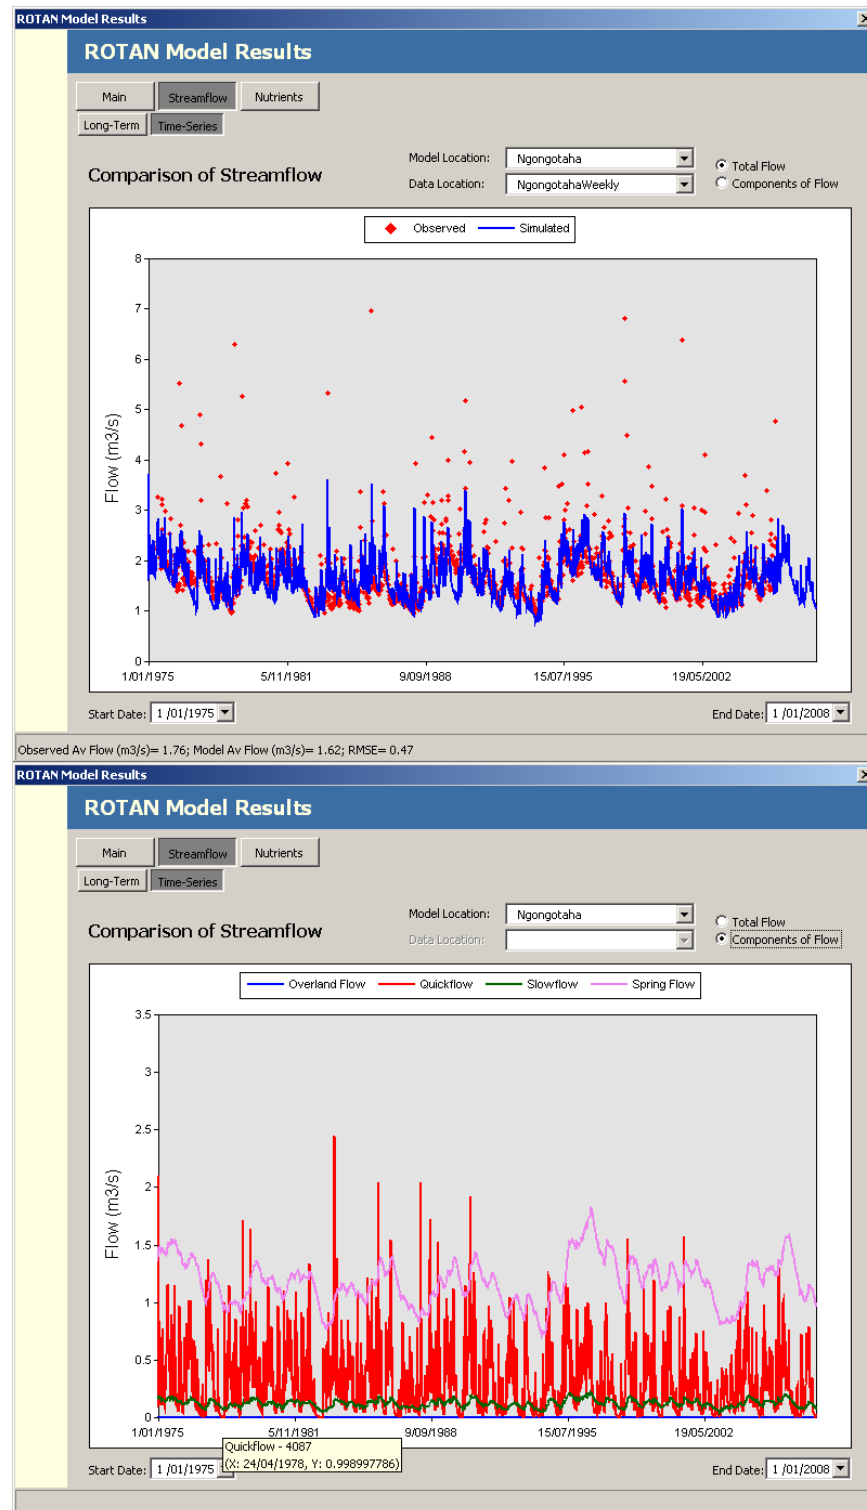 ROTAN Model Results
ROTAN Model Results
Main Streamflow Nutrients
Long-Term Time-Series
Comparison of Streamflow
Model Location: Ngongotaha
Data Location: NgongotahaWeekly
Total Flow
Components of Flow
Observed Simulated
8
7
6
5
4
3
2
1
0
Flow (m3/s)
1/01/1975 5/11/1981 9/09/1988 15/07/1995 19/05/2002
Start Date: 1 /01/1975 End Date: 1 /01/2008
Observed Av Flow (m3/s)= 1.76; Model Av Flow (m3/s)= 1.62; RMSE= 0.47
ROTAN Model Results
ROTAN Model Results
Main Streamflow Nutrients
Long-Term Time-Series
Comparison of Streamflow
Model Location: Ngongotaha
Data Location:
Total Flow
Components of Flow
Overland Flow Quickflow Slowflow Spring Flow
3.5
3
2.5
2
1.5
1
0.5
0
Flow (m3/s)
1/01/1975 5/11/1981 9/09/1988 15/07/1995 19/05/2002
Quickflow - 4087
(X: 24/04/1978, Y: 0.998997786)
Start Date: 1 /01/1975 End Date: 1 /01/2008